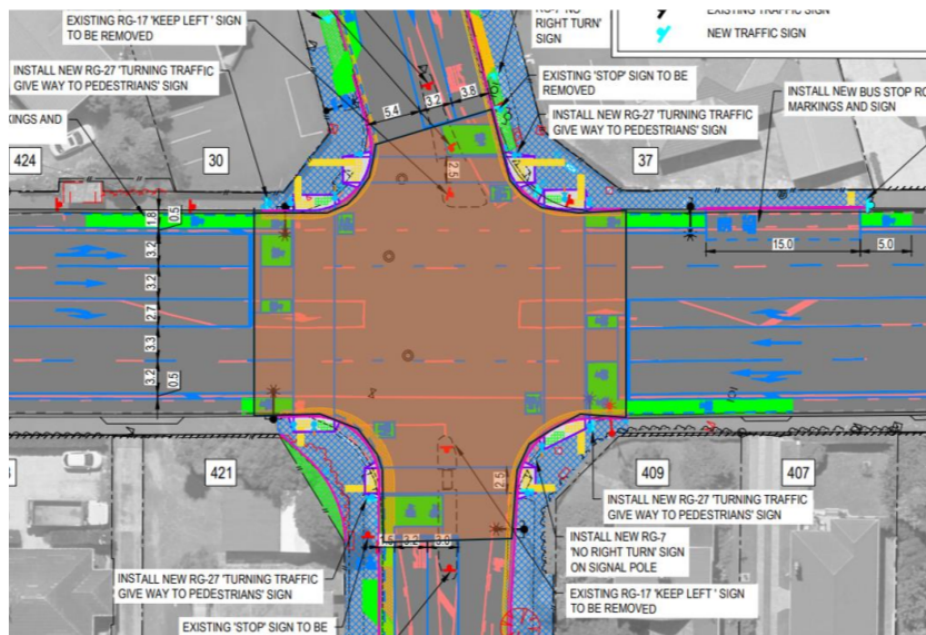 EXISTING RG-17 'KEEP LEFT' SIGN
TO BE REMOVED
RG-7 'NO
RIGHT TURN'
SIGN
EXISTING TRAFFIC SIGN
NEW TRAFFIC SIGN
INSTALL NEW RG-27 'TURNING TRAFFIC
GIVE WAY TO PEDESTRIANS' SIGN
EXISTING 'STOP' SIGN TO BE
REMOVED
INSTALL NEW BUS STOP
MARKINGS AND SIGN
INSTALL NEW RG-27 'TURNING TRAFFIC
GIVE WAY TO PEDESTRIANS' SIGN
KINGS AND
5.4
3.2
3.8
2.5
424
30
37
1.8
0.5
3.2
3.2
2.7
3.3
3.2
0.5
15.0
5.0
421
409
407
2.5
INSTALL NEW RG-27 'TURNING TRAFFIC
GIVE WAY TO PEDESTRIANS' SIGN
3.2
3.0
INSTALL NEW RG-7
'NO RIGHT TURN' SIGN
ON SIGNAL POLE
INSTALL NEW RG-27 'TURNING TRAFFIC
GIVE WAY TO PEDESTRIANS' SIGN
EXISTING RG-17 'KEEP LEFT' SIGN
TO BE REMOVED
EXISTING 'STOP' SIGN TO BE